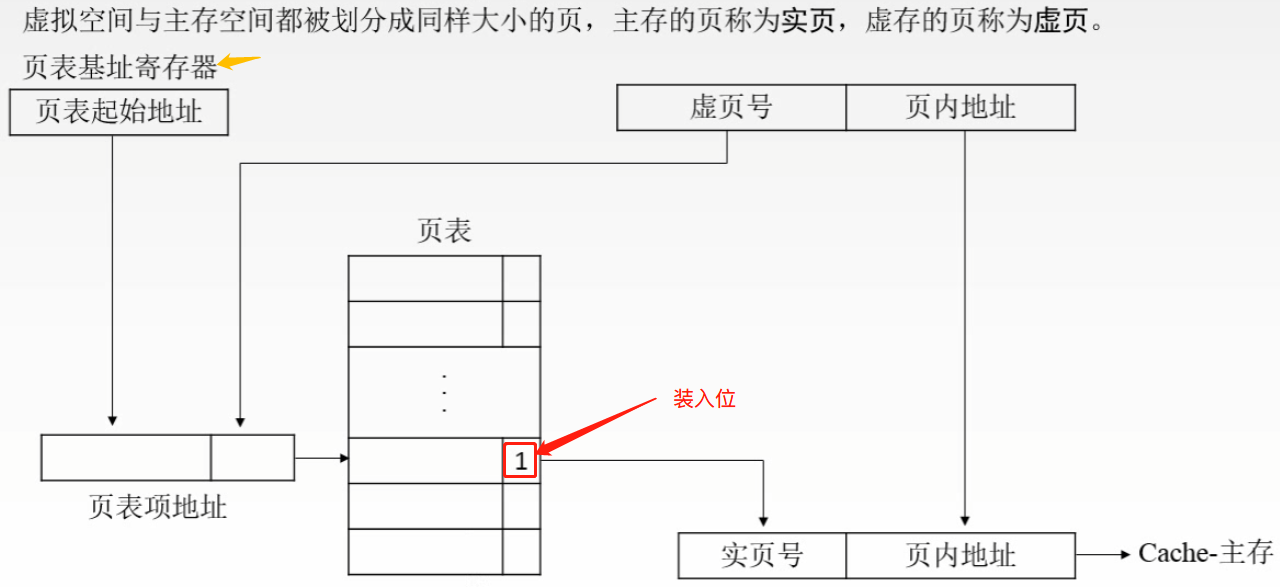 虚拟空间与主存空间都被划分成同样大小的页，主存的页称为实页，虚存的页称为虚页。
页表基址寄存器
页表起始地址
虚页号
页内地址
页表
装入位
1
页表项地址
实页号
页内地址
Cache-主存